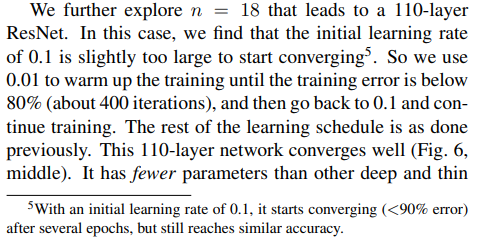 We further explore n = 18 that leads to a 110-layer
ResNet. In this case, we find that the initial learning rate
of 0.1 is slightly too large to start converging⁵. So we use
0.01 to warm up the training until the training error is below
80% (about 400 iterations), and then go back to 0.1 and con-
tinue training. The rest of the learning schedule is as done
previously. This 110-layer network converges well (Fig. 6,
middle). It has fewer parameters than other deep and thin
⁵With an initial learning rate of 0.1, it starts converging (<90% error)
after several epochs, but still reaches similar accuracy.